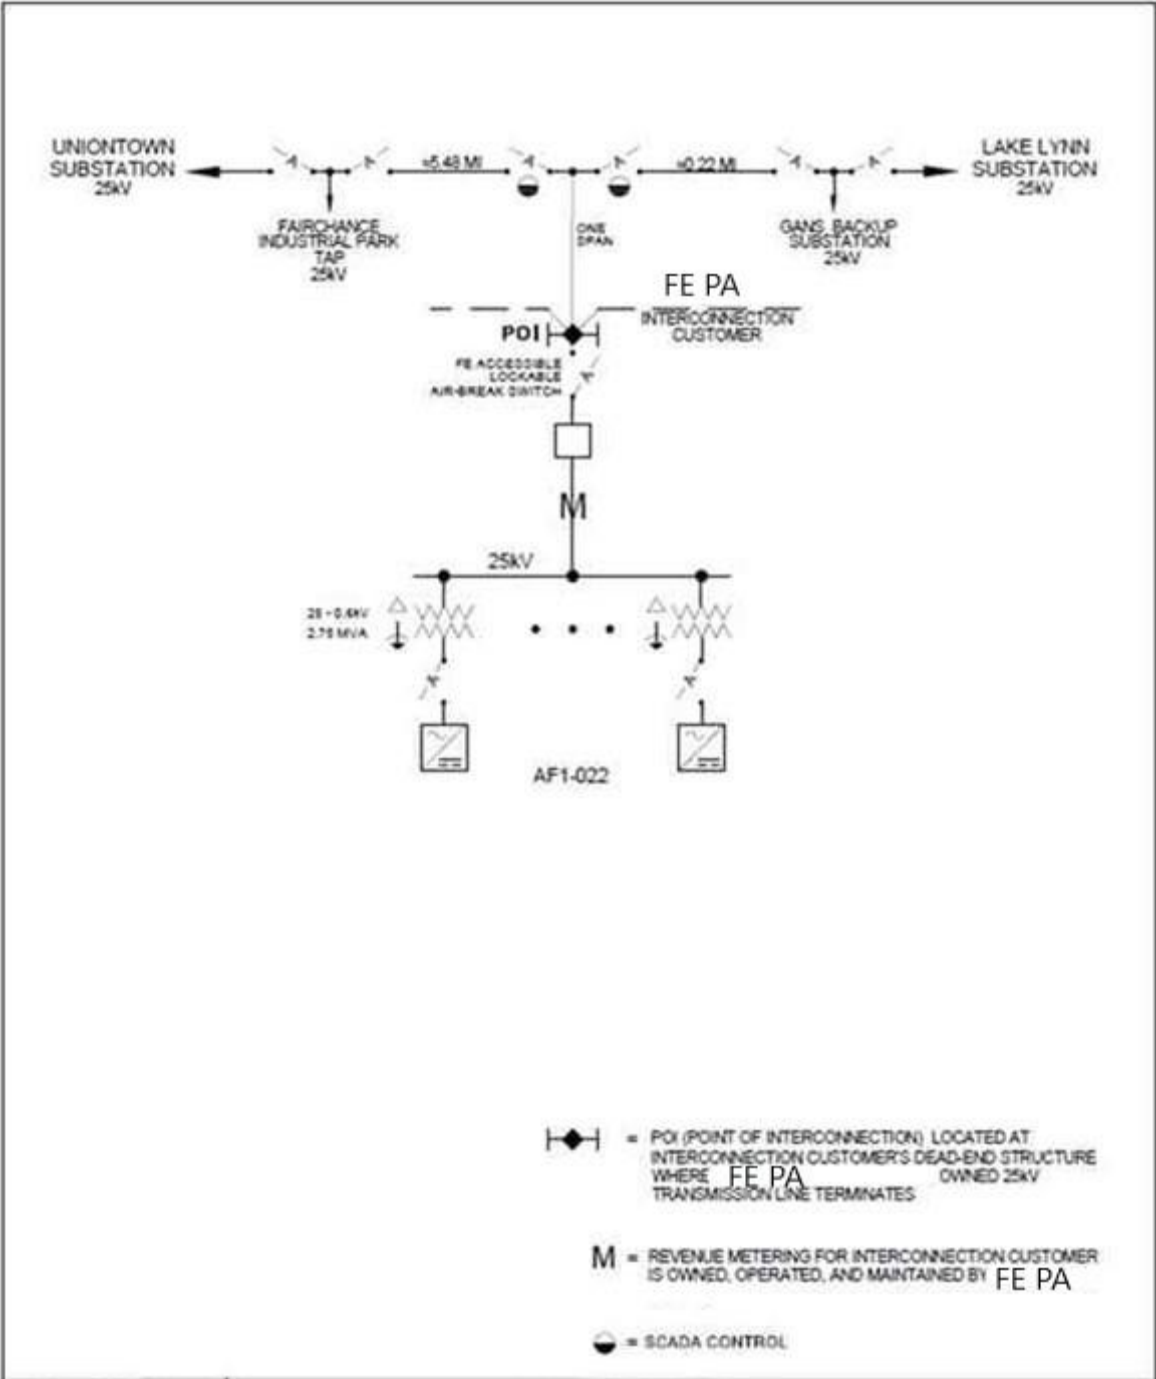 UNIONTOWN
SUBSTATION
25kV
≈5.48 MI
≈0.22 MI
LAKE LYNN
SUBSTATION
25kV
FAIRCHANCE
INDUSTRIAL PARK
TAP
25kV
ONE
SPAN
GANS BACKUP
SUBSTATION
25kV
FE PA
INTERCONNECTION
CUSTOMER
POI
FE ACCESSIBLE
LOCKABLE
AIR-BREAK SWITCH
M
25kV
25 - 0.6kV
2.75 MVA
AF1-022
= POI (POINT OF INTERCONNECTION) LOCATED AT
INTERCONNECTION CUSTOMER'S DEAD-END STRUCTURE
WHERE FE PA OWNED 25kV
TRANSMISSION LINE TERMINATES
M = REVENUE METERING FOR INTERCONNECTION CUSTOMER
IS OWNED, OPERATED, AND MAINTAINED BY FE PA
= SCADA CONTROL